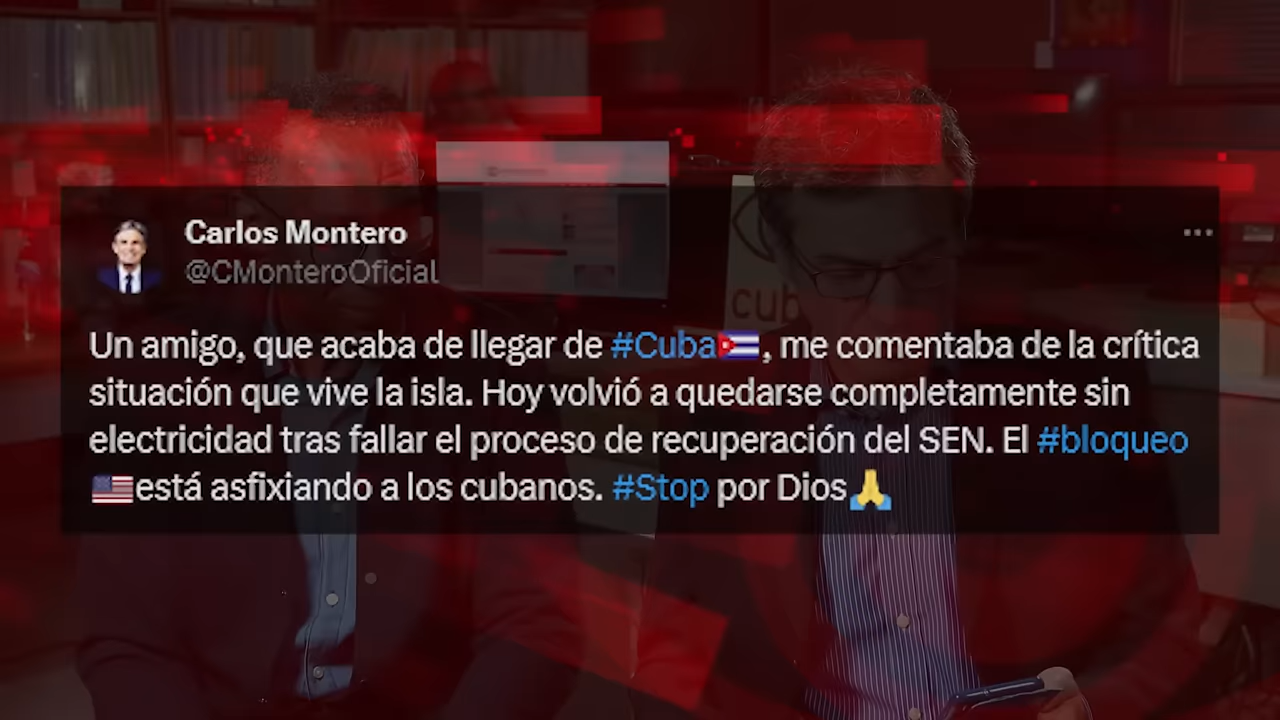 Carlos Montero
@CMonteroOficial
Un amigo, que acaba de llegar de #Cuba🇨🇺, me comentaba de la crítica
situación que vive la isla. Hoy volvió a quedarse completamente sin
electricidad tras fallar el proceso de recuperación del SEN. El #bloqueo
🇺🇸está asfixiando a los cubanos. #Stop por Dios🙏
cub